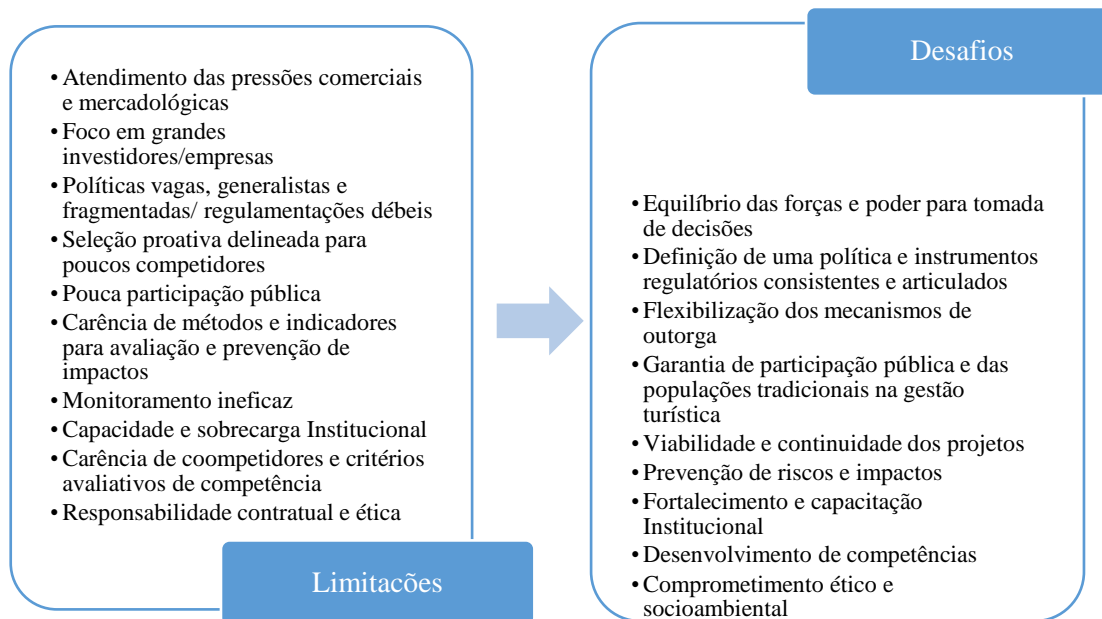 • Atendimento das pressões comerciais
e mercadológicas
• Foco em grandes
investidores/empresas
• Políticas vagas, generalistas e
fragmentadas/ regulamentações débeis
• Seleção proativa delineada para
poucos competidores
• Pouca participação pública
• Carência de métodos e indicadores
para avaliação e prevenção de
impactos
• Monitoramento ineficaz
• Capacidade e sobrecarga Institucional
• Carência de coompetidores e critérios
avaliativos de competência
• Responsabilidade contratual e ética
Limitacões
Desafios
• Equilíbrio das forças e poder para tomada
de decisões
• Definição de uma política e instrumentos
regulatórios consistentes e articulados
• Flexibilização dos mecanismos de
outorga
• Garantia de participação pública e das
populações tradicionais na gestão
turística
• Viabilidade e continuidade dos projetos
• Prevenção de riscos e impactos
• Fortalecimento e capacitação
Institucional
• Desenvolvimento de competências
• Comprometimento ético e
socioambiental